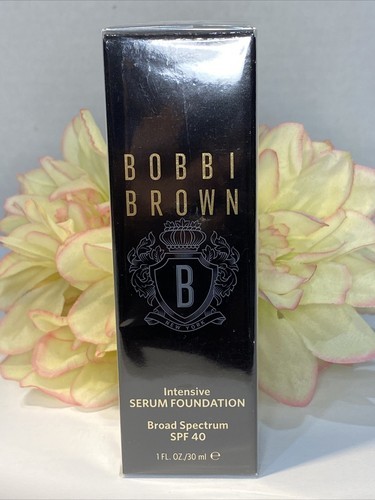 BOBBI
BROWN
B
NEW YORK
Intensive
SERUM FOUNDATION
Broad Spectrum
SPF 40
1 FL. OZ./30 ml ℮